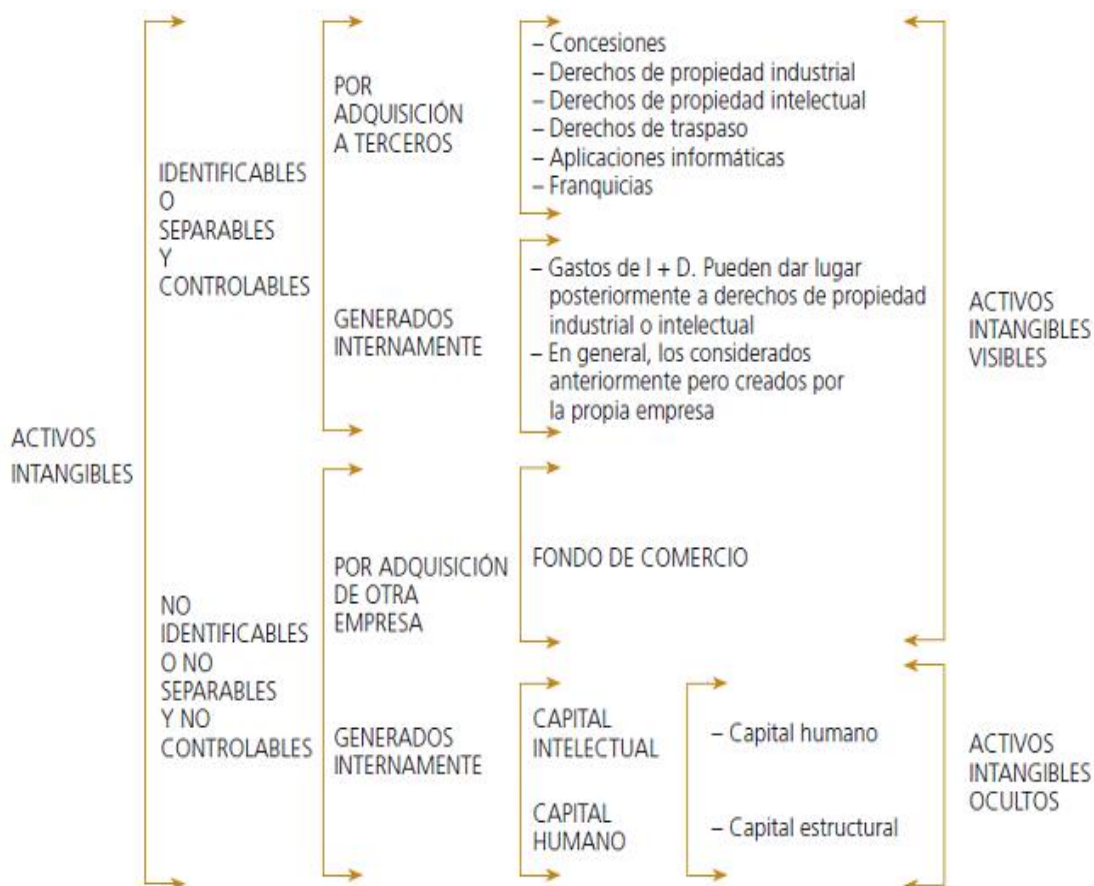 ACTIVOS
INTANGIBLES
IDENTIFICABLES
O
SEPARABLES
Y
CONTROLABLES
POR
ADQUISICIÓN
A TERCEROS
– Concesiones
– Derechos de propiedad industrial
– Derechos de propiedad intelectual
– Derechos de traspaso
– Aplicaciones informáticas
– Franquicias
GENERADOS
INTERNAMENTE
– Gastos de I + D. Pueden dar lugar
posteriormente a derechos de propiedad
industrial o intelectual
– En general, los considerados
anteriormente pero creados por
la propia empresa
ACTIVOS
INTANGIBLES
VISIBLES
NO
IDENTIFICABLES
O NO
SEPARABLES
Y NO
CONTROLABLES
POR ADQUISICIÓN
DE OTRA
EMPRESA
FONDO DE COMERCIO
GENERADOS
INTERNAMENTE
CAPITAL
INTELECTUAL
CAPITAL
HUMANO
– Capital humano
– Capital estructural
ACTIVOS
INTANGIBLES
OCULTOS